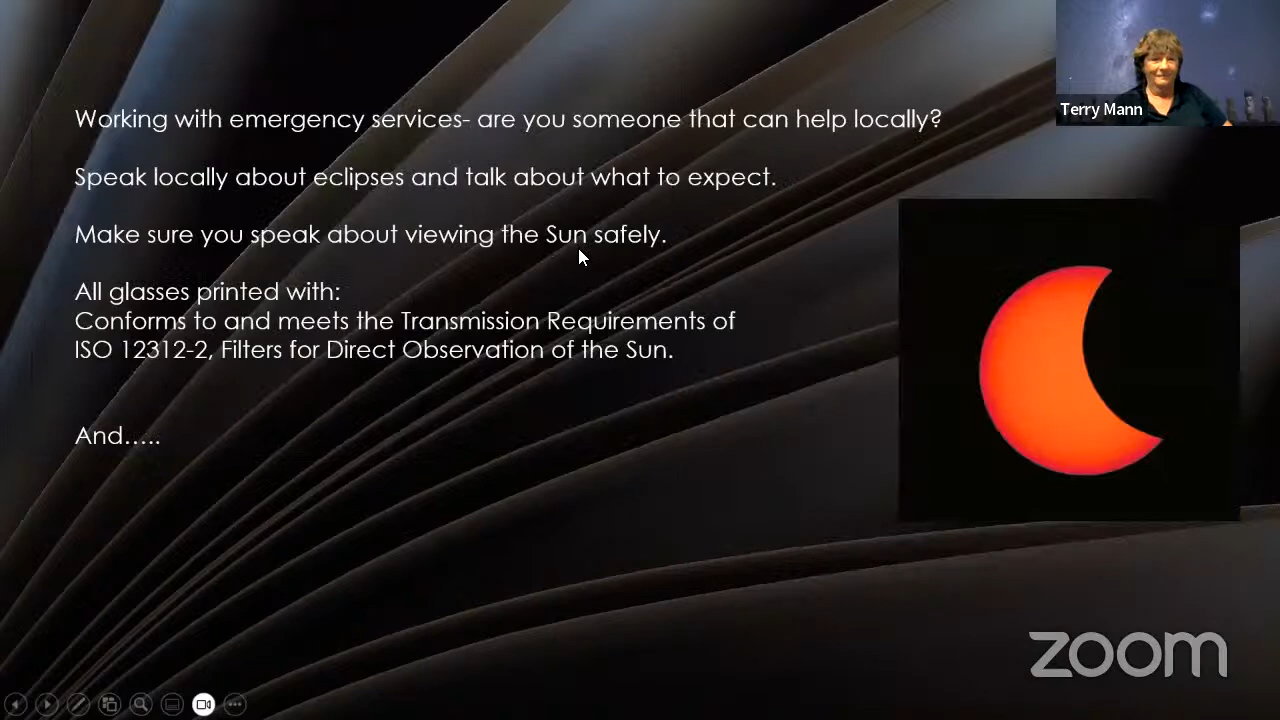 Terry Mann
Working with emergency services- are you someone that can help locally?
Speak locally about eclipses and talk about what to expect.
Make sure you speak about viewing the Sun safely.
All glasses printed with:
Conforms to and meets the Transmission Requirements of
ISO 12312-2, Filters for Direct Observation of the Sun.
And.....
zoom